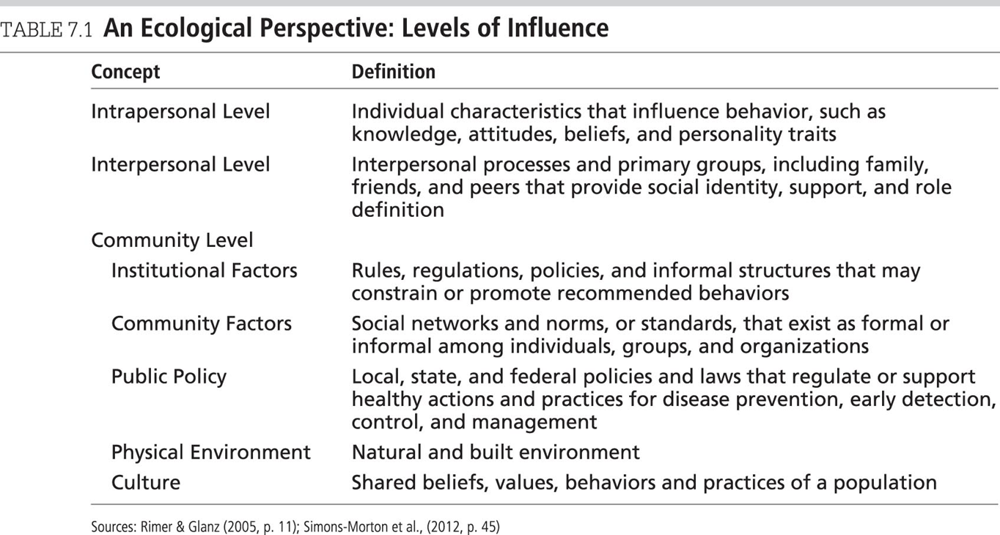 TABLE 7.1 An Ecological Perspective: Levels of Influence
Concept Definition
Intrapersonal Level Individual characteristics that influence behavior, such as
knowledge, attitudes, beliefs, and personality traits
Interpersonal Level Interpersonal processes and primary groups, including family,
friends, and peers that provide social identity, support, and role
definition
Community Level
Institutional Factors Rules, regulations, policies, and informal structures that may
constrain or promote recommended behaviors
Community Factors Social networks and norms, or standards, that exist as formal or
informal among individuals, groups, and organizations
Public Policy Local, state, and federal policies and laws that regulate or support
healthy actions and practices for disease prevention, early detection,
control, and management
Physical Environment Natural and built environment
Culture Shared beliefs, values, behaviors and practices of a population
Sources: Rimer & Glanz (2005, p. 11); Simons-Morton et al., (2012, p. 45)